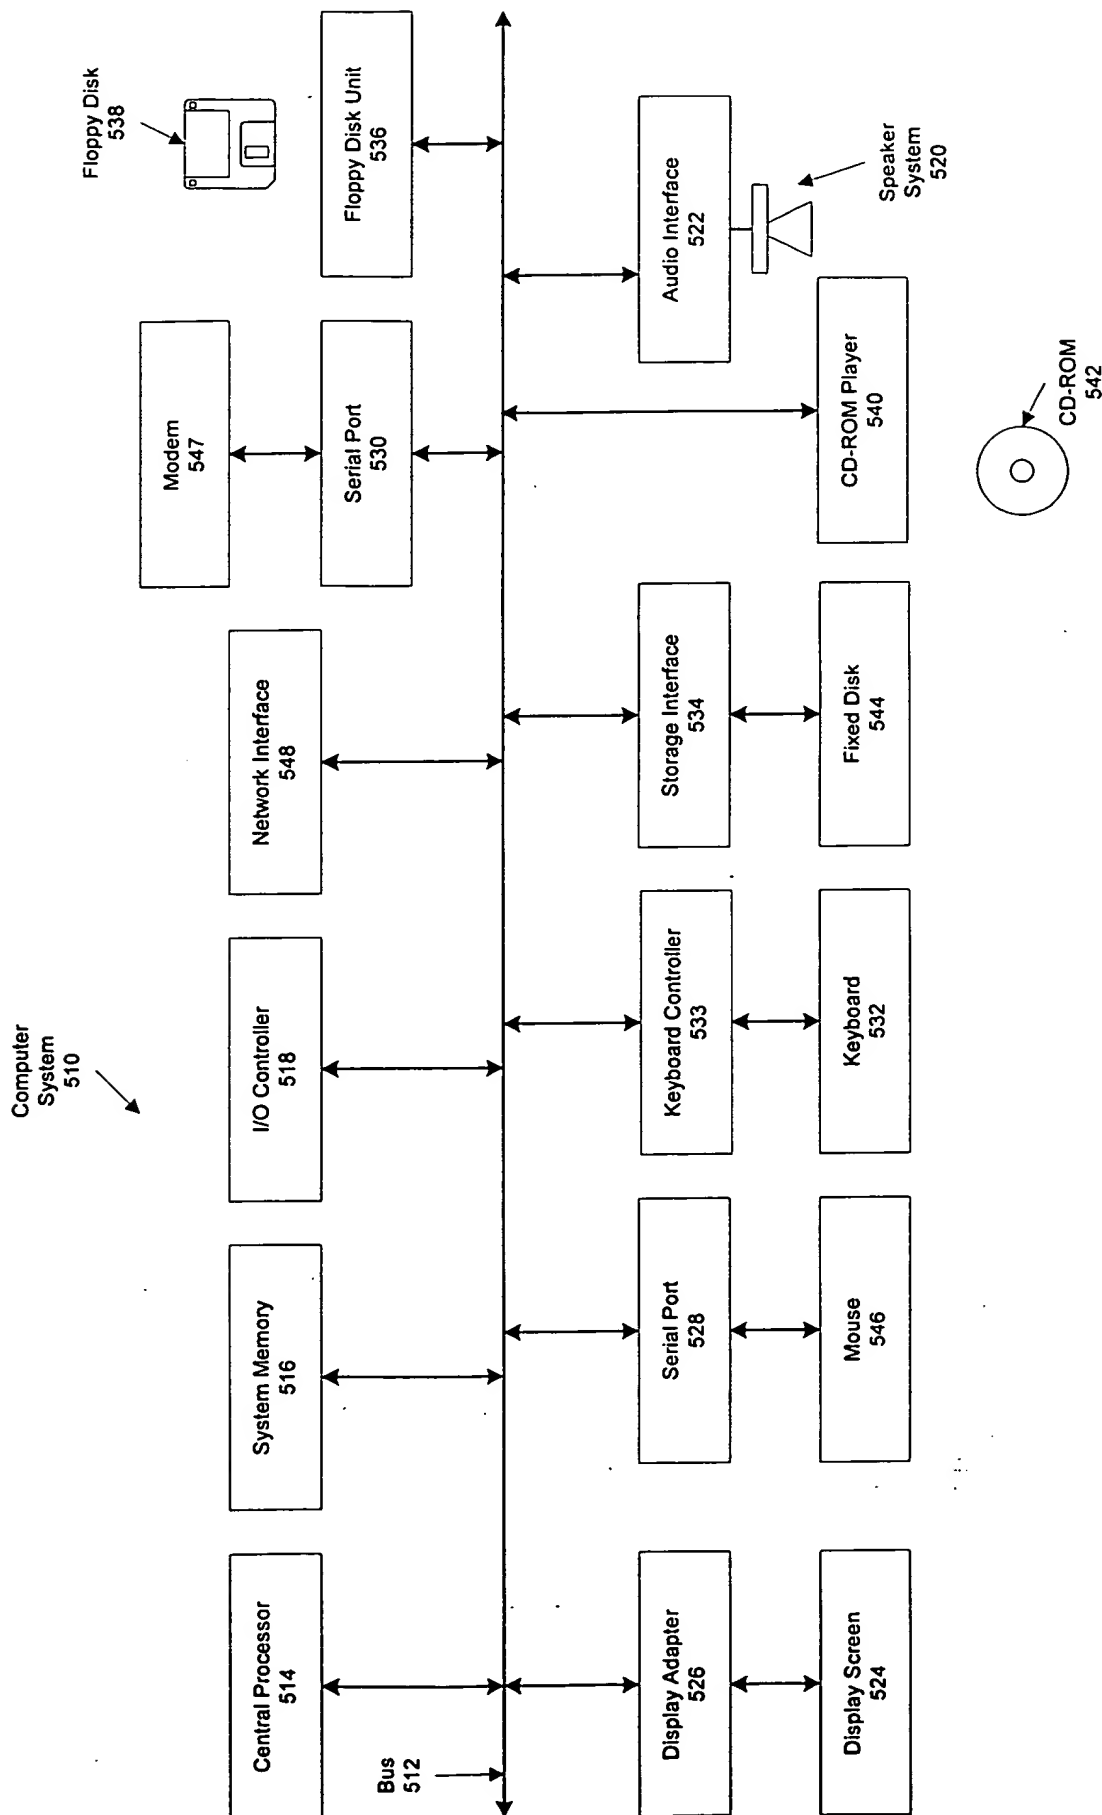 Computer
System
510
Floppy Disk
538
Modem
547
Central Processor
514
System Memory
516
I/O Controller
518
Network Interface
548
Serial Port
530
Floppy Disk Unit
536
Bus
512
Display Adapter
526
Serial Port
528
Keyboard Controller
533
Storage Interface
534
Audio Interface
522
Speaker
System
520
Display Screen
524
Mouse
546
Keyboard
532
Fixed Disk
544
CD-ROM Player
540
CD-ROM
542